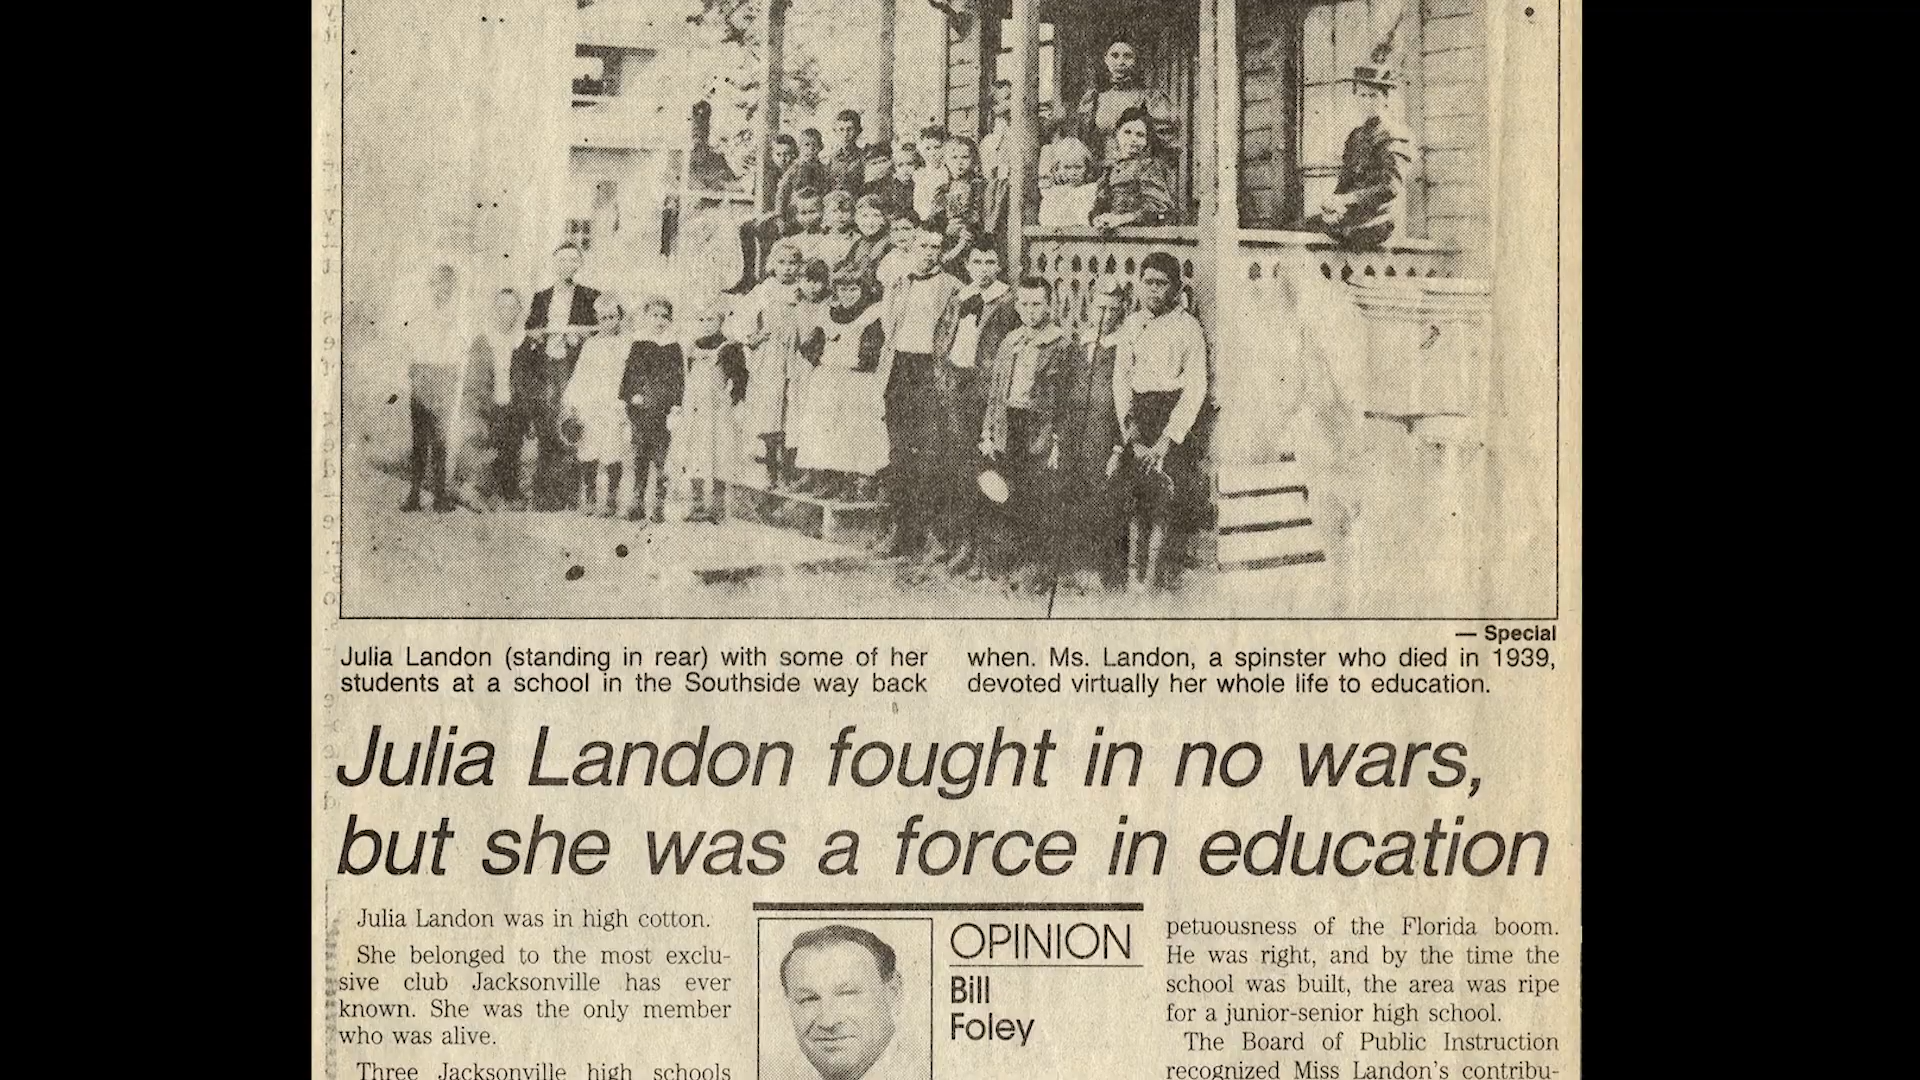 — Special
Julia Landon (standing in rear) with some of her
students at a school in the Southside way back
when. Ms. Landon, a spinster who died in 1939,
devoted virtually her whole life to education.
Julia Landon fought in no wars,
but she was a force in education
Julia Landon was in high cotton.
She belonged to the most exclu-
sive club Jacksonville has ever
known. She was the only member
who was alive.
Three Jacksonville high schools
OPINION
Bill
Foley
petuousness of the Florida boom.
He was right, and by the time the
school was built, the area was ripe
for a junior-senior high school.
The Board of Public Instruction
recognized Miss Landon's contribu-